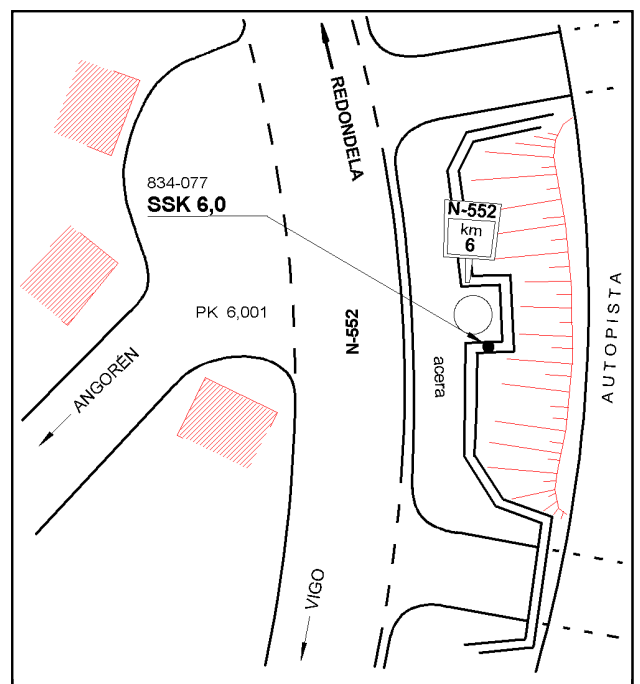 REDONDELA
834-077
SSK 6,0
N-552
km
6
PK 6,001
N-552
AUTOPISTA
acera
ANGORÉN
VIGO